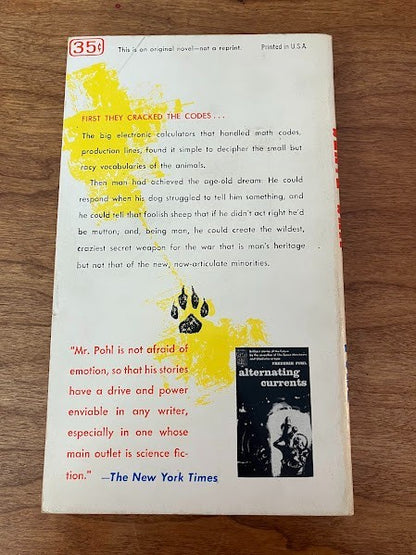 35¢
This is an original novel—not a reprint.
Printed in U.S.A.
FIRST THEY CRACKED THE CODES...
The big electronic calculators that handled math codes,
production lines, found it simple to decipher the small but
racy vocabularies of the animals.
Then man had achieved the age-old dream: He could
respond when his dog struggled to tell him something, and
he could tell that foolish sheep that if he didn't act right he'd
be mutton; and, being man, he could create the wildest,
craziest secret weapon for the war that is man's heritage
but not that of the new, now-articulate minorities.
"Mr. Pohl is not afraid of
emotion, so that his stories
have a drive and power
enviable in any writer,
especially in one whose
main outlet is science fic-
tion." —The New York Times
FREDERIK POHL
alternating
currents